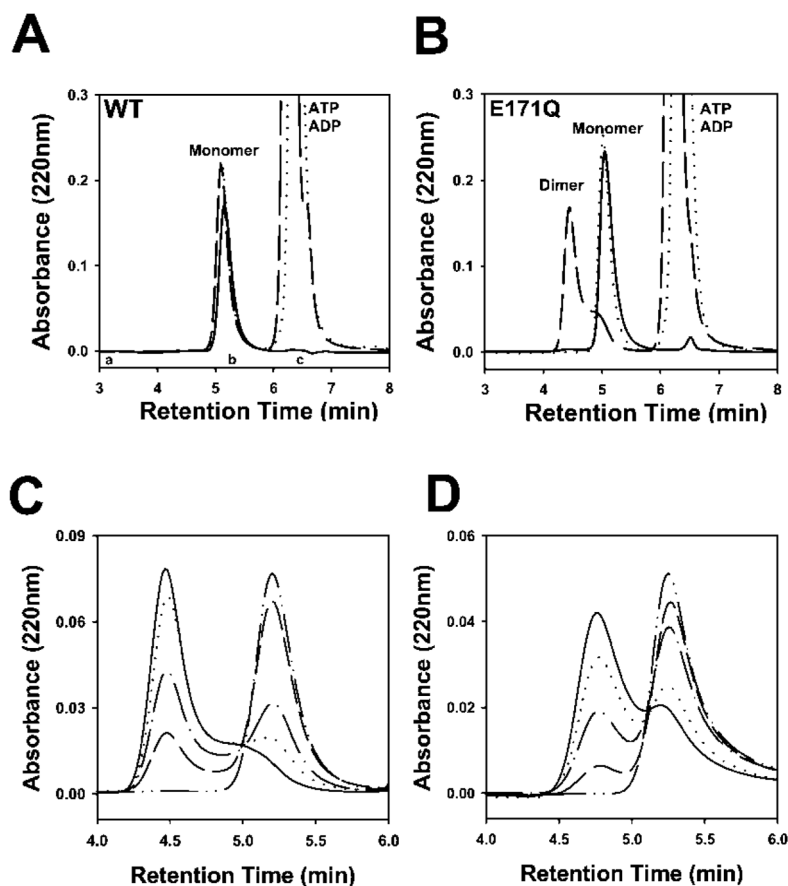 A
B
0.3
WT
ATP
ADP
Monomer
0.2
0.1
0.0
a
b
c
3 4 5 6 7 8
Retention Time (min)
Absorbance (220nm)
0.3
E171Q
ATP
ADP
Monomer
Dimer
0.2
0.1
0.0
3 4 5 6 7 8
Retention Time (min)
Absorbance (220nm)
C
D
0.09
0.06
0.03
0.00
4.0 4.5 5.0 5.5 6.0
Retention Time (min)
Absorbance (220nm)
0.06
0.04
0.02
0.00
4.0 4.5 5.0 5.5 6.0
Retention Time (min)
Absorbance (220nm)